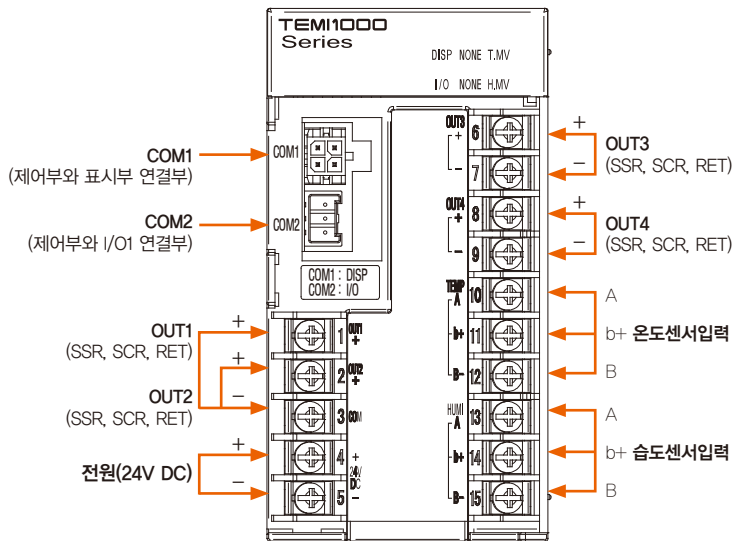 TEMI1000
Series
DISP NONE T.MV
I/O NONE H.MV
COM1
(제어부와 표시부 연결부)
COM2
(제어부와 I/O1 연결부)
COM1
COM2
COM1 : DISP
COM2 : I/O
OUT1
(SSR, SCR, RET)
+
OUT2
(SSR, SCR, RET)
+
−
전원(24V DC)
+
−
1 OUT1
+
2 OUT2
+
3 COM
4 +
24V
DC
5 −
OUT3
+ 6
− 7
OUT4
+ 8
− 9
TEMP
A 10
b+ 11
B− 12
HUMI
A 13
b+ 14
B− 15
+
−
OUT3
(SSR, SCR, RET)
+
−
OUT4
(SSR, SCR, RET)
A
b+ 온도센서입력
B
A
b+ 습도센서입력
B